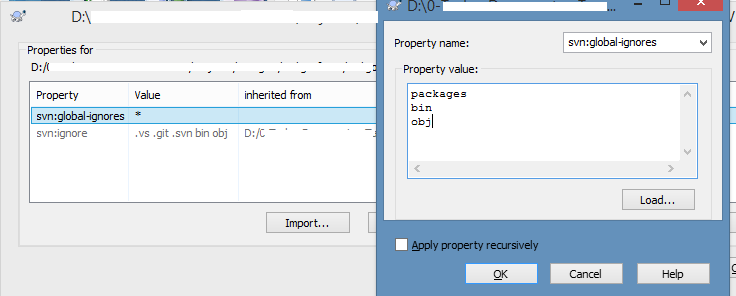 D:\
Properties for
Property Value inherited from
svn:global-ignores *
svn:ignore .vs .git .svn bin obj
Import...
D:\0-
Property name: svn:global-ignores
Property value:
packages
bin
obj
Load...
Apply property recursively
OK Cancel Help